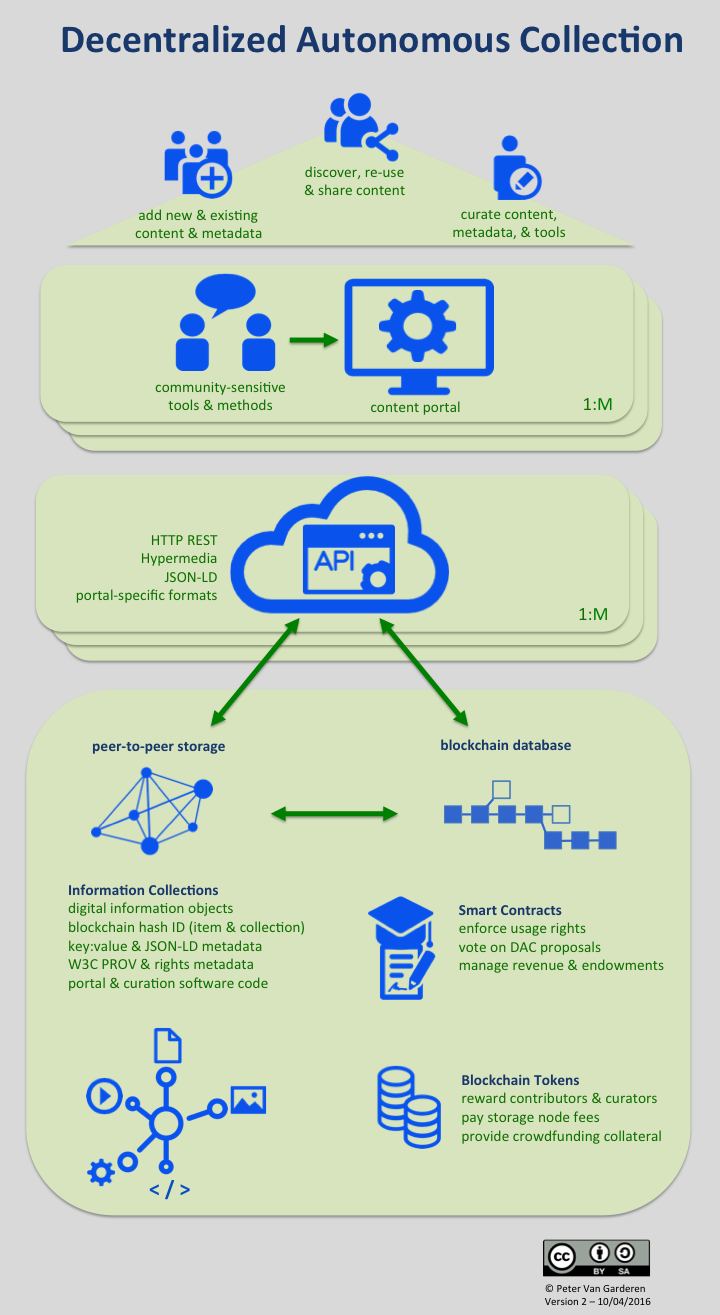 Decentralized Autonomous Collection
discover, re-use
& share content
add new & existing
content & metadata
curate content,
metadata, & tools
community-sensitive
tools & methods
content portal
1:M
HTTP REST
Hypermedia
JSON-LD
portal-specific formats
API
1:M
peer-to-peer storage
blockchain database
Information Collections
digital information objects
blockchain hash ID (item & collection)
key:value & JSON-LD metadata
W3C PROV & rights metadata
portal & curation software code
Smart Contracts
enforce usage rights
vote on DAC proposals
manage revenue & endowments
</>
Blockchain Tokens
reward contributors & curators
pay storage node fees
provide crowdfunding collateral
cc
BY SA
© Peter Van Garderen
Version 2 – 10/04/2016